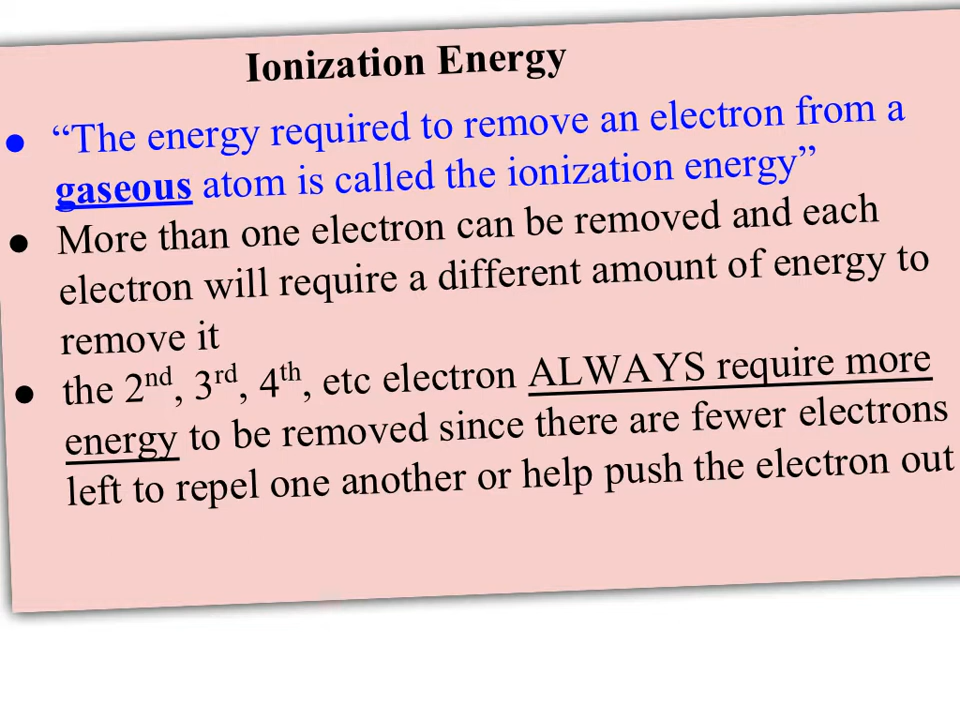 Ionization Energy
● “The energy required to remove an electron from a
gaseous atom is called the ionization energy”
● More than one electron can be removed and each
electron will require a different amount of energy to
remove it
● the 2nd, 3rd, 4th, etc electron ALWAYS require more
energy to be removed since there are fewer electrons
left to repel one another or help push the electron out